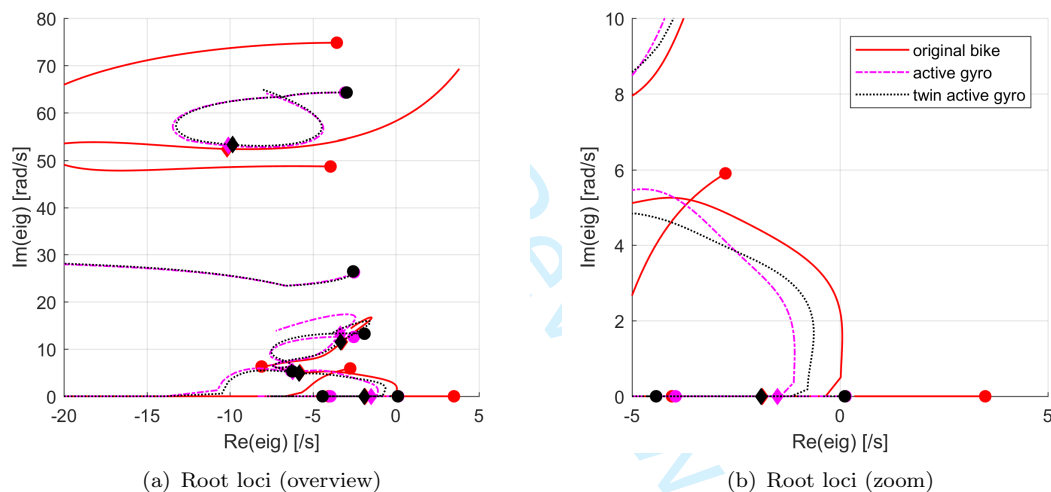 80
70
60
50
40
30
20
10
0
Im(eig) [rad/s]
-20
-15
-10
-5
0
5
Re(eig) [/s]
(a) Root loci (overview)
10
8
6
4
2
0
Im(eig) [rad/s]
original bike
active gyro
twin active gyro
-5
0
5
Re(eig) [/s]
(b) Root loci (zoom)